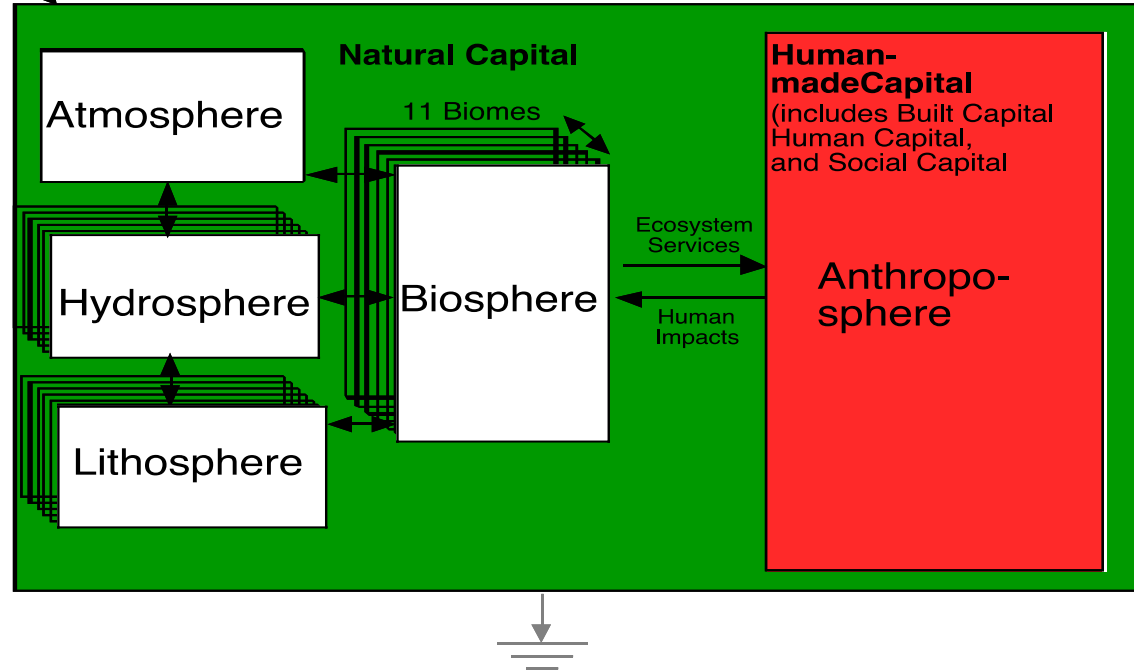 Natural Capital
11 Biomes
Atmosphere
Hydrosphere
Lithosphere
Biosphere
Ecosystem
Services
Human
Impacts
Human-
madeCapital
(includes Built Capital
Human Capital,
and Social Capital
Anthropo-
sphere